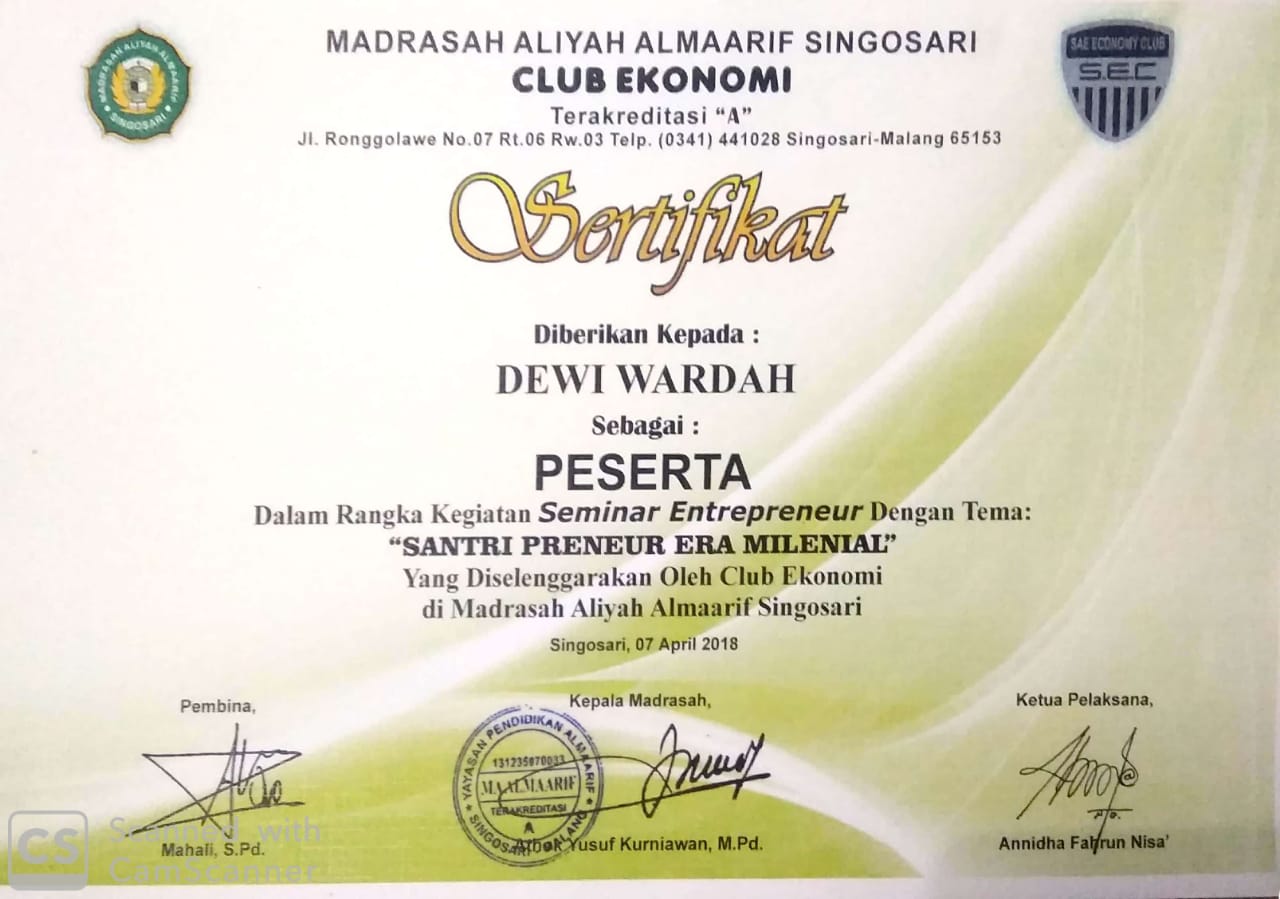 MADRASAH ALIYAH ALMAARIF SINGOSARI
CLUB EKONOMI
Terakreditasi “A”
Jl. Ronggolawe No.07 Rt.06 Rw.03 Telp. (0341) 441028 Singosari-Malang 65153
MADRASAH ALIYAH ALMAARIF
SINGOSARI
SAE ECONOMY CLUB
S.E.C
Sertifikat
Diberikan Kepada :
DEWI WARDAH
Sebagai :
PESERTA
Dalam Rangka Kegiatan Seminar Entrepreneur Dengan Tema:
“SANTRI PRENEUR ERA MILENIAL”
Yang Diselenggarakan Oleh Club Ekonomi
di Madrasah Aliyah Almaarif Singosari
Singosari, 07 April 2018
Pembina,
Mahali, S.Pd.
Kepala Madrasah,
YAYASAN PENDIDIKAN ALMAARIF
MA ALMAARIF
TERAKREDITASI
A
SINGOSARI MALANG
Yusuf Kurniawan, M.Pd.
Ketua Pelaksana,
Annidha Fahrun Nisa’
CS
Scanned with
CamScanner